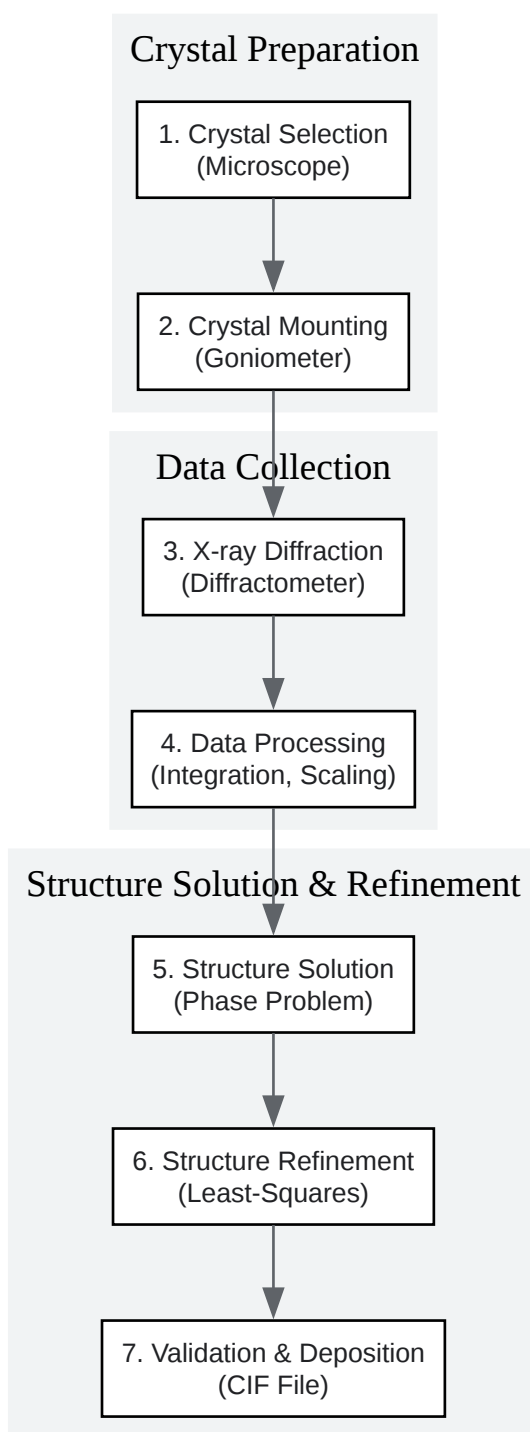 Crystal Preparation
1. Crystal Selection
(Microscope)
2. Crystal Mounting
(Goniometer)
Data Collection
3. X-ray Diffraction
(Diffractometer)
4. Data Processing
(Integration, Scaling)
Structure Solution & Refinement
5. Structure Solution
(Phase Problem)
6. Structure Refinement
(Least-Squares)
7. Validation & Deposition
(CIF File)